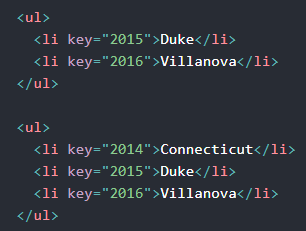 <ul>
  <li key="2015">Duke</li>
  <li key="2016">Villanova</li>
</ul>

<ul>
  <li key="2014">Connecticut</li>
  <li key="2015">Duke</li>
  <li key="2016">Villanova</li>
</ul>